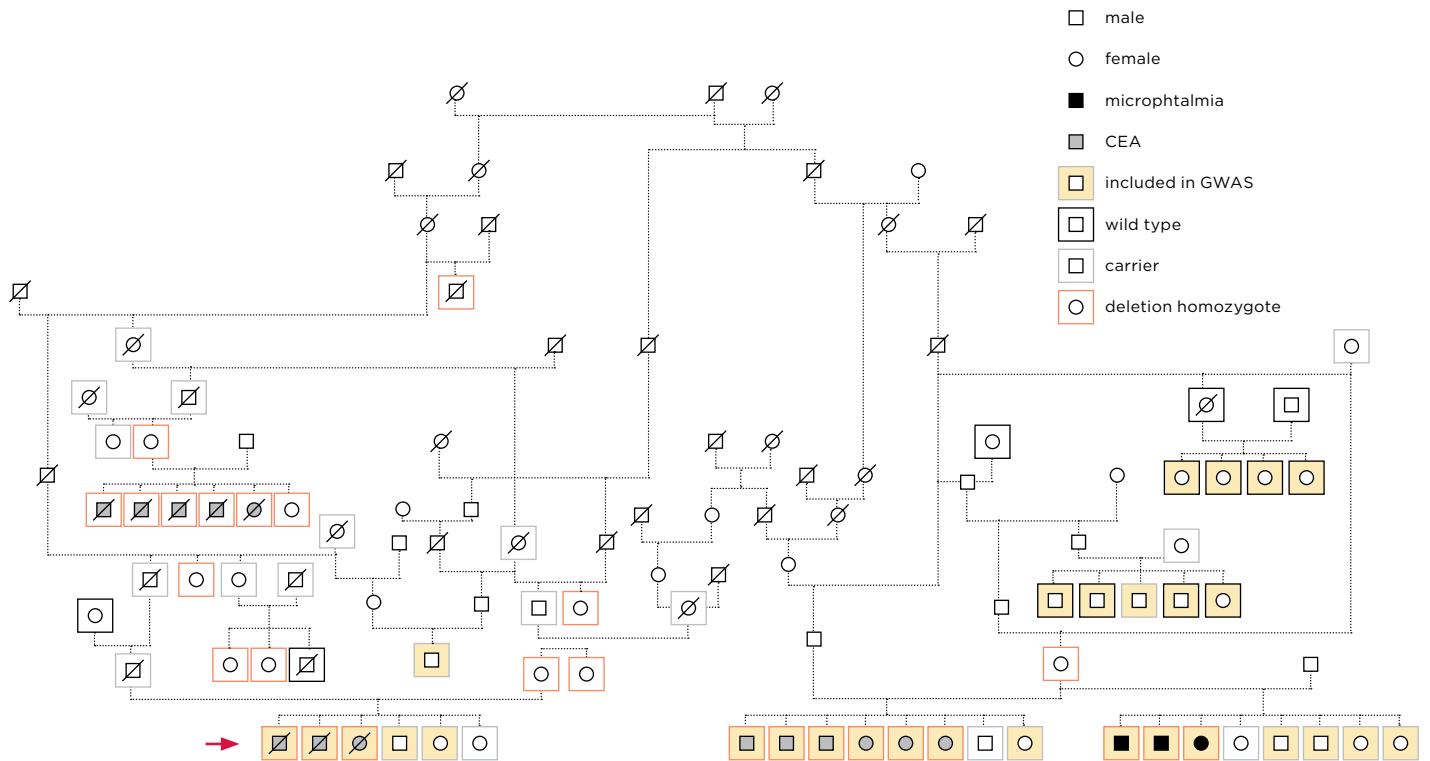 male
female
microphtalmia
CEA
included in GWAS
wild type
carrier
deletion homozygote